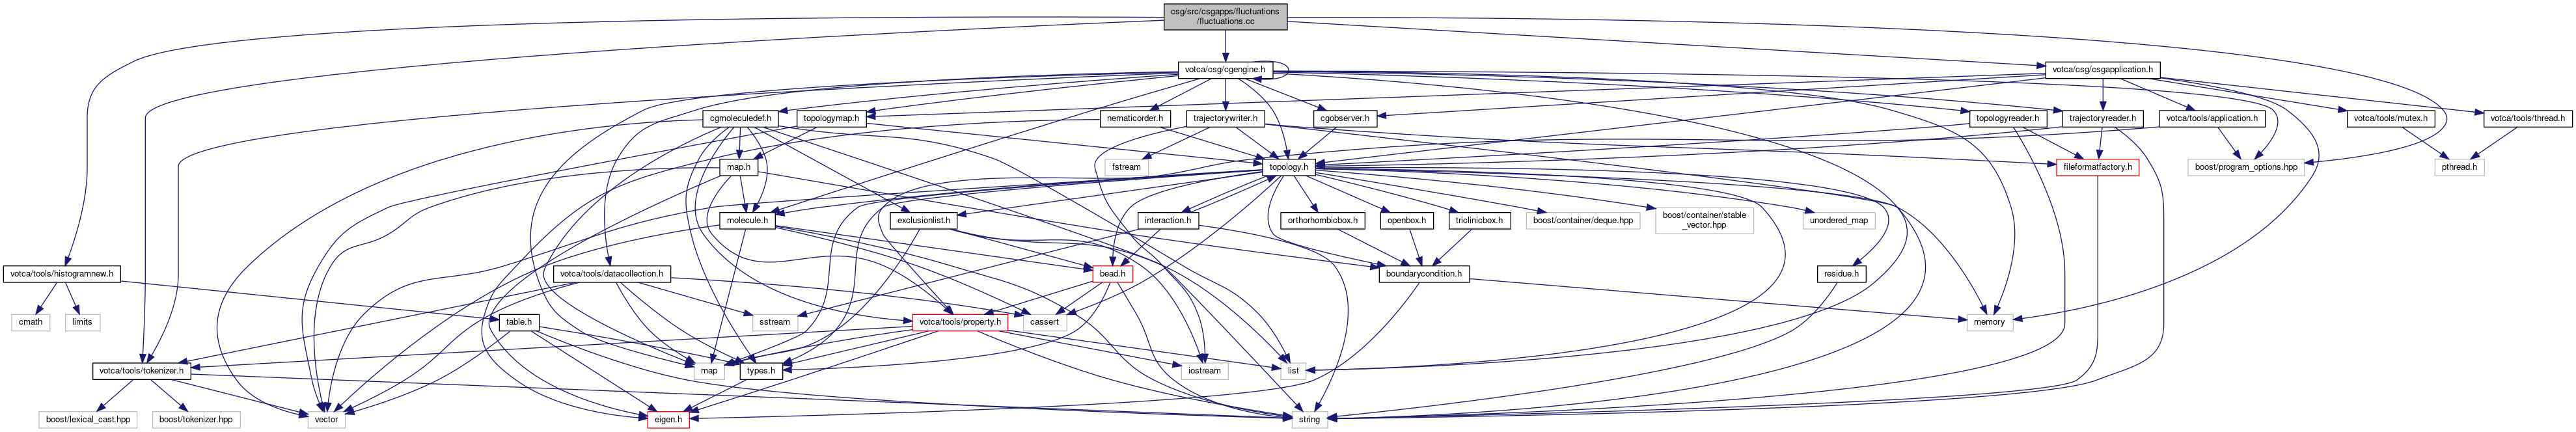 csg/src/csgapps/fluctuations
/fluctuations.cc
votca/csg/cgengine.h
votca/csg/csgapplication.h
cgmoleculedef.h
topologymap.h
nematicorder.h
trajectorywriter.h
cgobserver.h
topologyreader.h
trajectoryreader.h
votca/tools/application.h
votca/tools/mutex.h
votca/tools/thread.h
map.h
fstream
topology.h
fileformatfactory.h
boost/program_options.hpp
pthread.h
molecule.h
exclusionlist.h
interaction.h
orthorhombicbox.h
openbox.h
triclinicbox.h
boost/container/deque.hpp
boost/container/stable
_vector.hpp
unordered_map
votca/tools/histogramnew.h
votca/tools/datacollection.h
bead.h
boundarycondition.h
residue.h
cmath
limits
table.h
sstream
votca/tools/property.h
cassert
memory
votca/tools/tokenizer.h
map
types.h
iostream
list
boost/lexical_cast.hpp
boost/tokenizer.hpp
vector
eigen.h
string